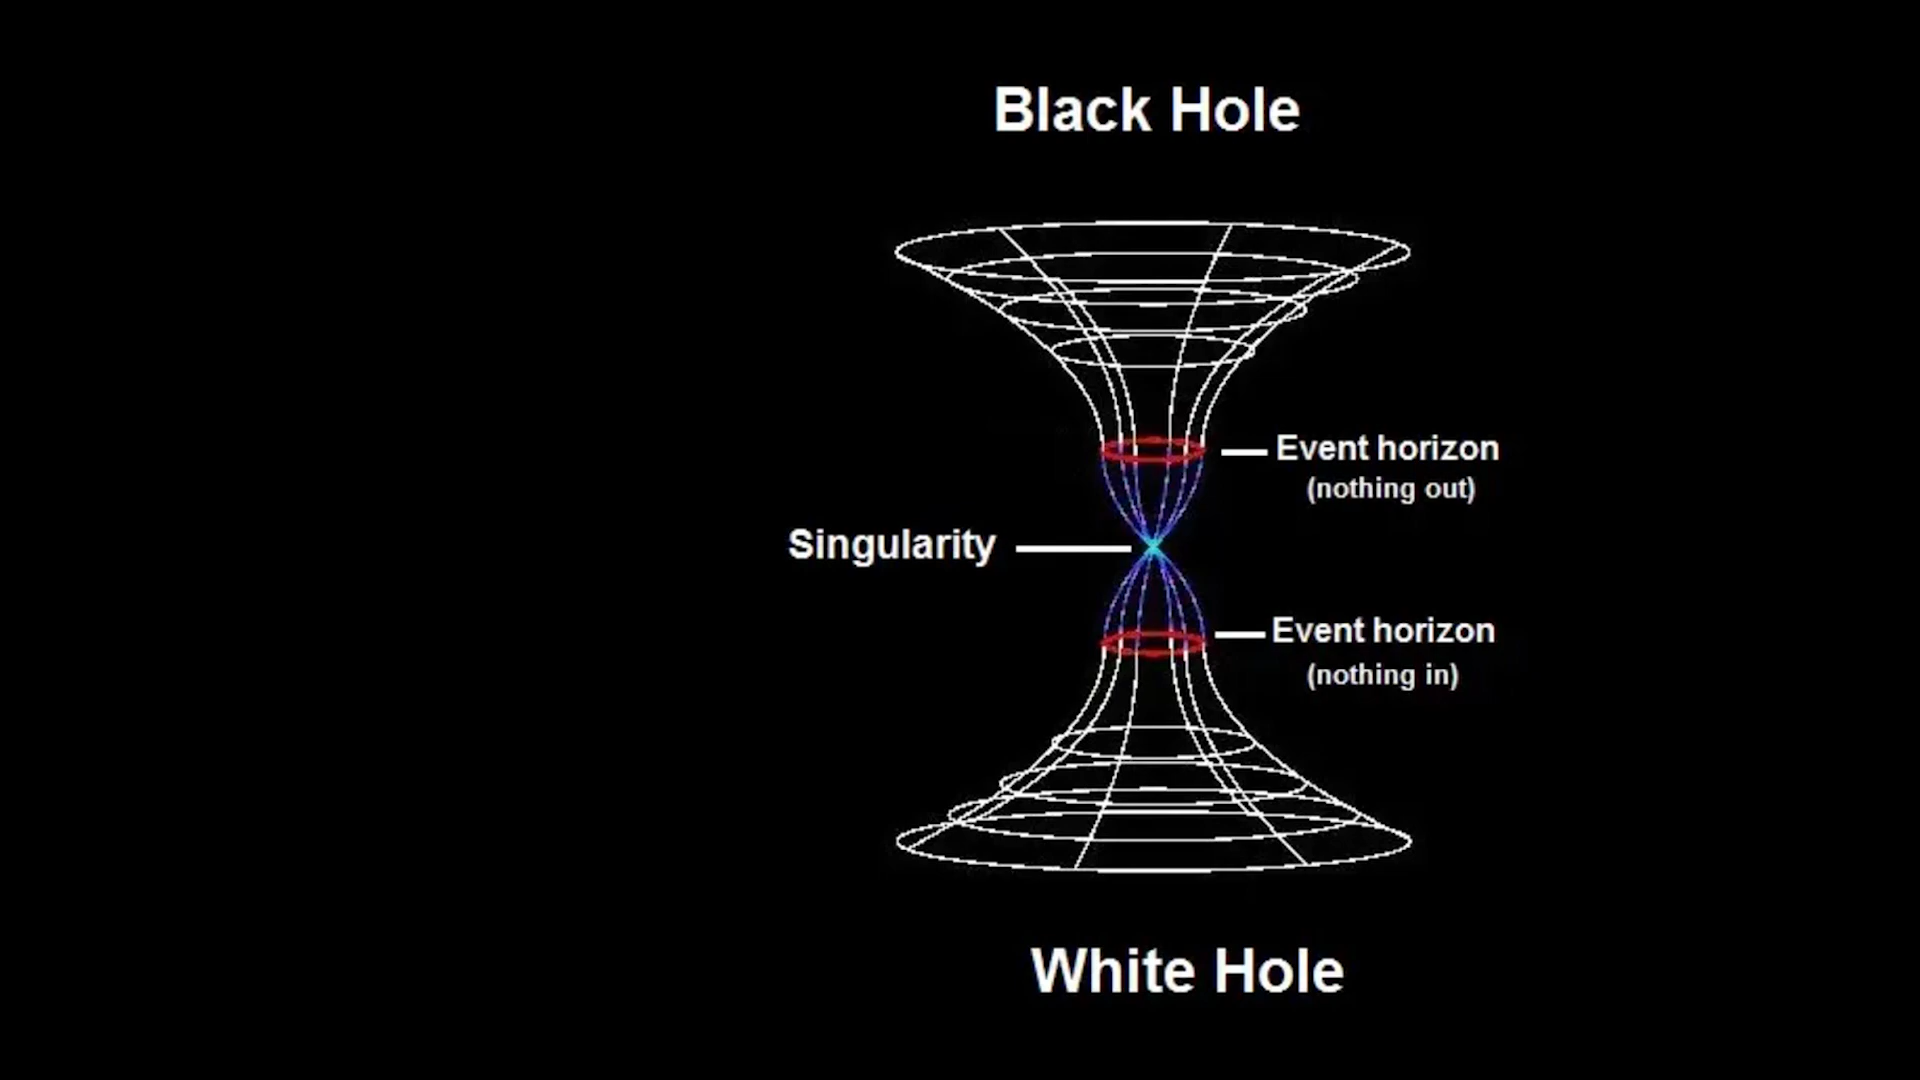 Black Hole
Event horizon
(nothing out)
Singularity
Event horizon
(nothing in)
White Hole